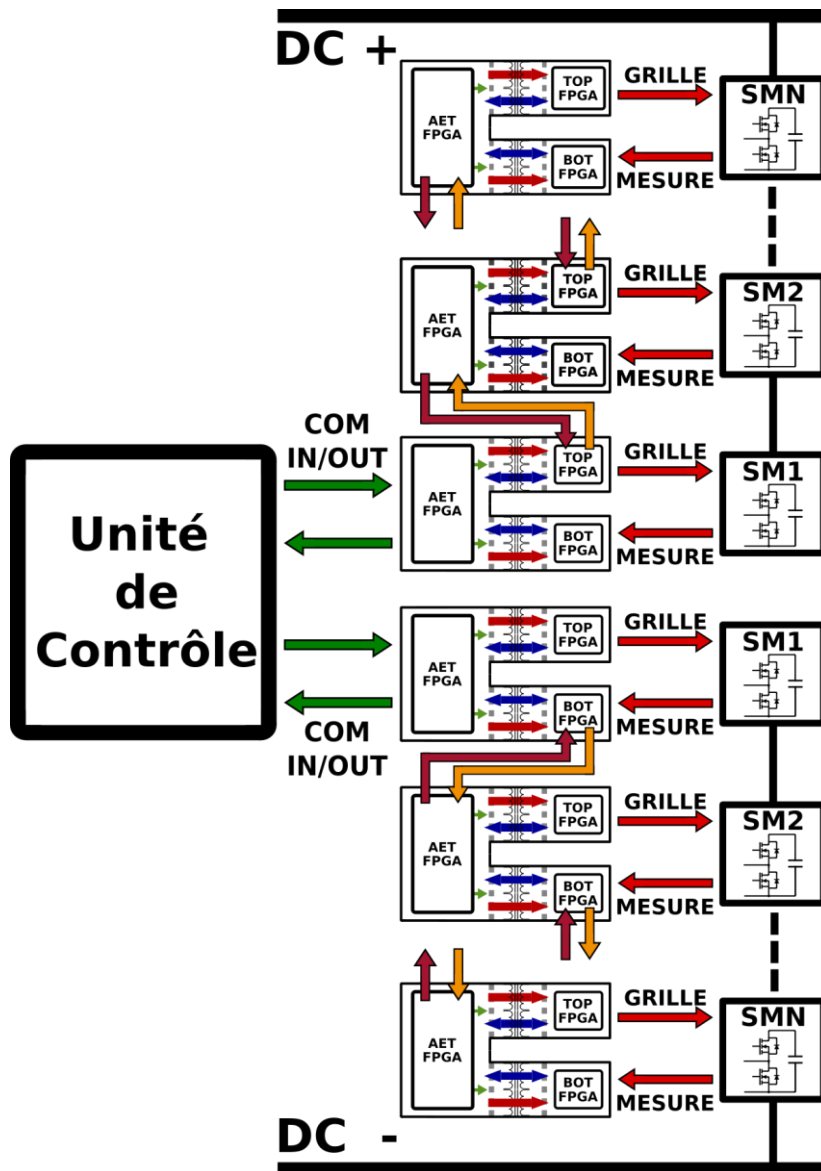 DC +
AET
FPGA
TOP
FPGA
BOT
FPGA
GRILLE
MESURE
SMN
AET
FPGA
TOP
FPGA
BOT
FPGA
GRILLE
MESURE
SM2
COM
IN/OUT
AET
FPGA
TOP
FPGA
BOT
FPGA
GRILLE
MESURE
SM1
Unité
de
Contrôle
AET
FPGA
TOP
FPGA
BOT
FPGA
GRILLE
MESURE
SM1
COM
IN/OUT
AET
FPGA
TOP
FPGA
BOT
FPGA
GRILLE
MESURE
SM2
AET
FPGA
TOP
FPGA
BOT
FPGA
GRILLE
MESURE
SMN
DC -